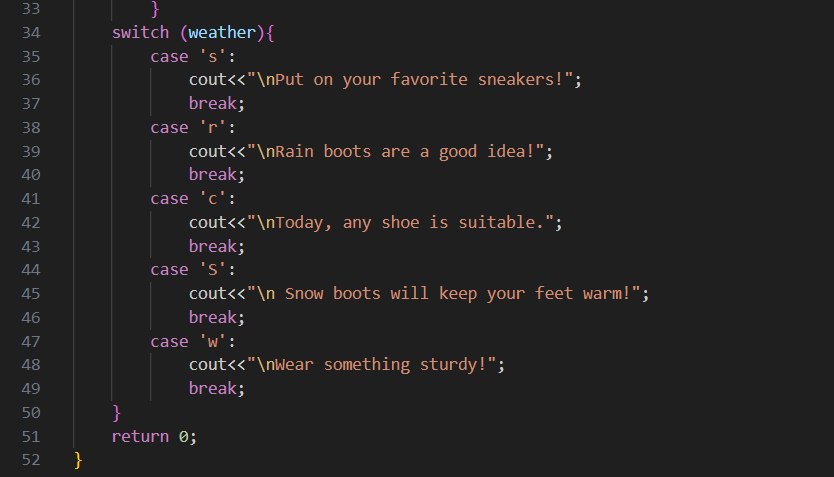 33 }
34 switch (weather){
35 case 's':
36 cout<<"\nPut on your favorite sneakers!";
37 break;
38 case 'r':
39 cout<<"\nRain boots are a good idea!";
40 break;
41 case 'c':
42 cout<<"\nToday, any shoe is suitable.";
43 break;
44 case 'S':
45 cout<<"\n Snow boots will keep your feet warm!";
46 break;
47 case 'w':
48 cout<<"\nWear something sturdy!";
49 break;
50 }
51 return 0;
52 }